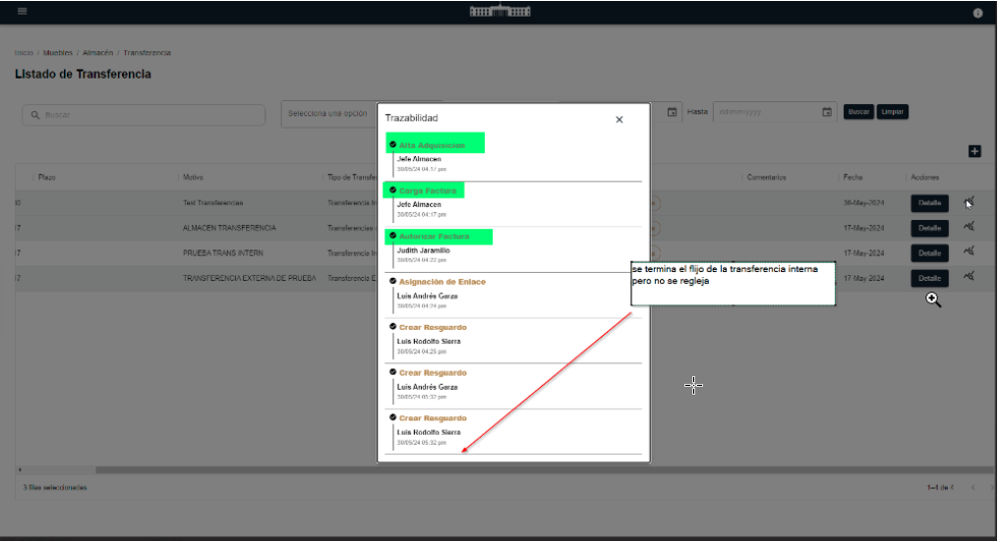 Inicio / Muebles / Almacén / Transferencia
Listado de Transferencia
Buscar
Selecciona una opción
Hasta
dd/mm/yyyy
Buscar
Limpiar
Plazo
Motivo
Tipo de Transfe
Comentarios
Fecha
Acciones
Test Transferencias
Transferencia In
30-May-2024
Detalle
17
ALMACEN TRANSFERENCIA
Transferencias
17-May-2024
Detalle
17
PRUEBA TRANS INTERN
Transferencia In
17-May-2024
Detalle
17
TRANSFERENCIA EXTERNA DE PRUEBA
Transferencia E
17-May-2024
Detalle
3 filas seleccionadas
1–4 de 4
Trazabilidad
Alta Adquisicion
Jefe Almacen
30/05/24 04:17 pm
Carga Factura
Jefe Almacen
30/05/24 04:17 pm
Autorizar Factura
Judith Jaramillo
30/05/24 04:22 pm
Asignación de Enlace
Luis Andrés Garza
30/05/24 04:24 pm
Crear Resguardo
Luis Rodolfo Sierra
30/05/24 04:25 pm
Crear Resguardo
Luis Andrés Garza
30/05/24 05:32 pm
Crear Resguardo
Luis Rodolfo Sierra
30/05/24 05:32 pm
se termina el flijo de la transferencia interna
pero no se regleja